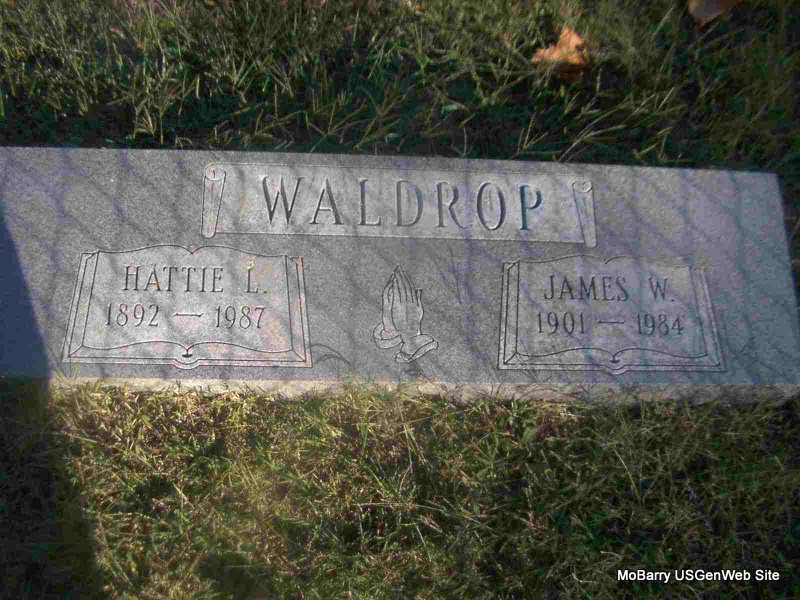 WALDROP
HATTIE L.
1892 — 1987
JAMES W.
1901 — 1984
MoBarry USGenWeb Site